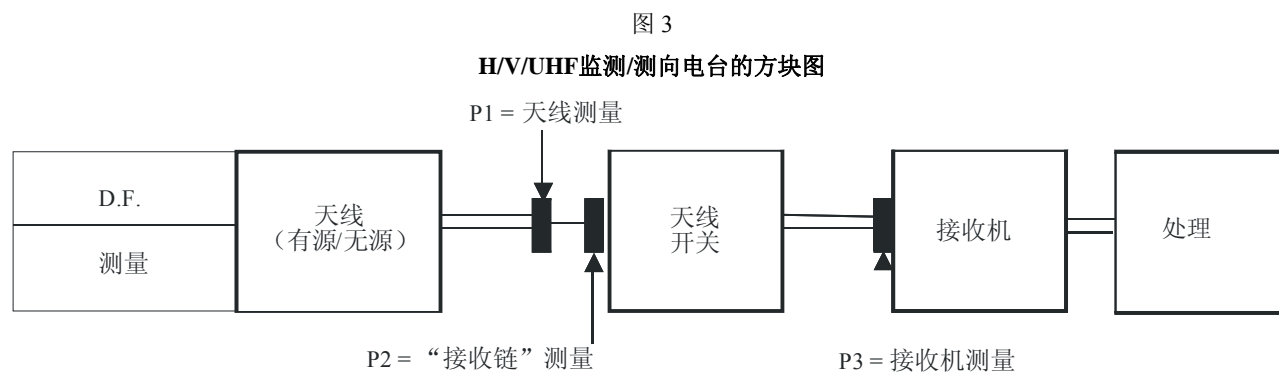 图 3
H/V/UHF监测/测向电台的方块图
P1 = 天线测量
D.F.
测量
天线
（有源/无源）
天线
开关
接收机
处理
P2 = “接收链”测量
P3 = 接收机测量